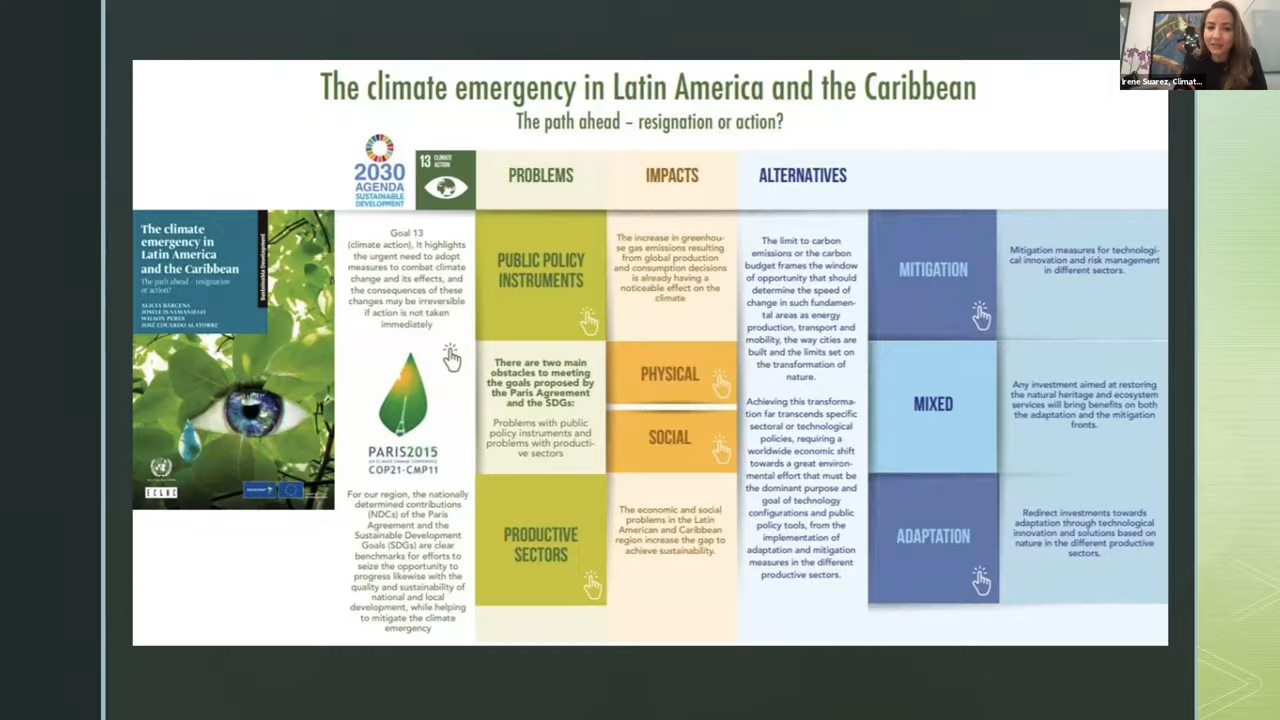 Irene Suarez, Climat...
The climate emergency in Latin America and the Caribbean
The path ahead – resignation or action?
2030
AGENDA
SUSTAINABLE
DEVELOPMENT
13 CLIMATE
ACTION
PROBLEMS
IMPACTS
ALTERNATIVES
The climate
emergency in
Latin America
and the Caribbean
The path ahead – resignation
or action?
ALICIA BÁRCENA
JOSELUIS SAMANIEGO
WILSON PERES
JOSÉ EDUARDO ALATORRE
Sustainable Development
ECLAC
Goal 13
(climate action), It highlights
the urgent need to adopt
measures to combat climate
change and its effects, and
the consequences of these
changes may be irreversible
if action is not taken
immediately
PARIS2015
COP21·CMP11
For our region, the nationally
determined contributions
(NDCs) of the Paris
Agreement and the
Sustainable Development
Goals (SDGs) are clear
benchmarks for efforts to
seize the opportunity to
progress likewise with the
quality and sustainability of
national and local
development, while helping
to mitigate the climate
emergency
PUBLIC POLICY
INSTRUMENTS
There are two main
obstacles to meeting
the goals proposed by
the Paris Agreement
and the SDGs:
Problems with public
policy instruments and
problems with producti-
ve sectors
PRODUCTIVE
SECTORS
The increase in greenhou-
se gas emissions resulting
from global production
and consumption decisions
is already having a
noticeable effect on the
climate
PHYSICAL
SOCIAL
The economic and social
problems in the Latin
American and Caribbean
region increase the gap to
achieve sustainability.
The limit to carbon
emissions or the carbon
budget frames the window
of opportunity that should
determine the speed of
change in such fundamen-
tal areas as energy
production, transport and
mobility, the way cities are
built and the limits set on
the transformation of
nature.
Achieving this transforma-
tion far transcends specific
sectoral or technological
policies, requiring a
worldwide economic shift
towards a great environ-
mental effort that must be
the dominant purpose and
goal of technology
configurations and public
policy tools, from the
implementation of
adaptation and mitigation
measures in the different
productive sectors.
MITIGATION
Mitigation measures for technologi-
cal innovation and risk management
in different sectors.
MIXED
Any investment aimed at restoring
the natural heritage and ecosystem
services will bring benefits on both
the adaptation and the mitigation
fronts.
ADAPTATION
Redirect investments towards
adaptation through technological
innovation and solutions based on
nature in the different productive
sectors.